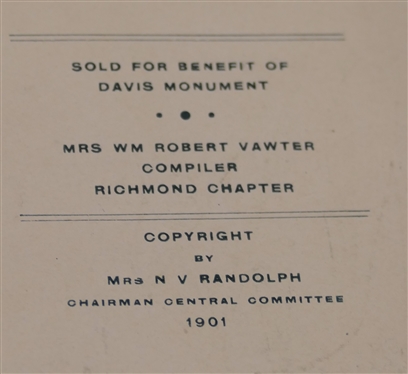 SOLD FOR BENEFIT OF
DAVIS MONUMENT
MRS WM ROBERT VAWTER
COMPILER
RICHMOND CHAPTER
COPYRIGHT
BY
MRS N V RANDOLPH
CHAIRMAN CENTRAL COMMITTEE
1901